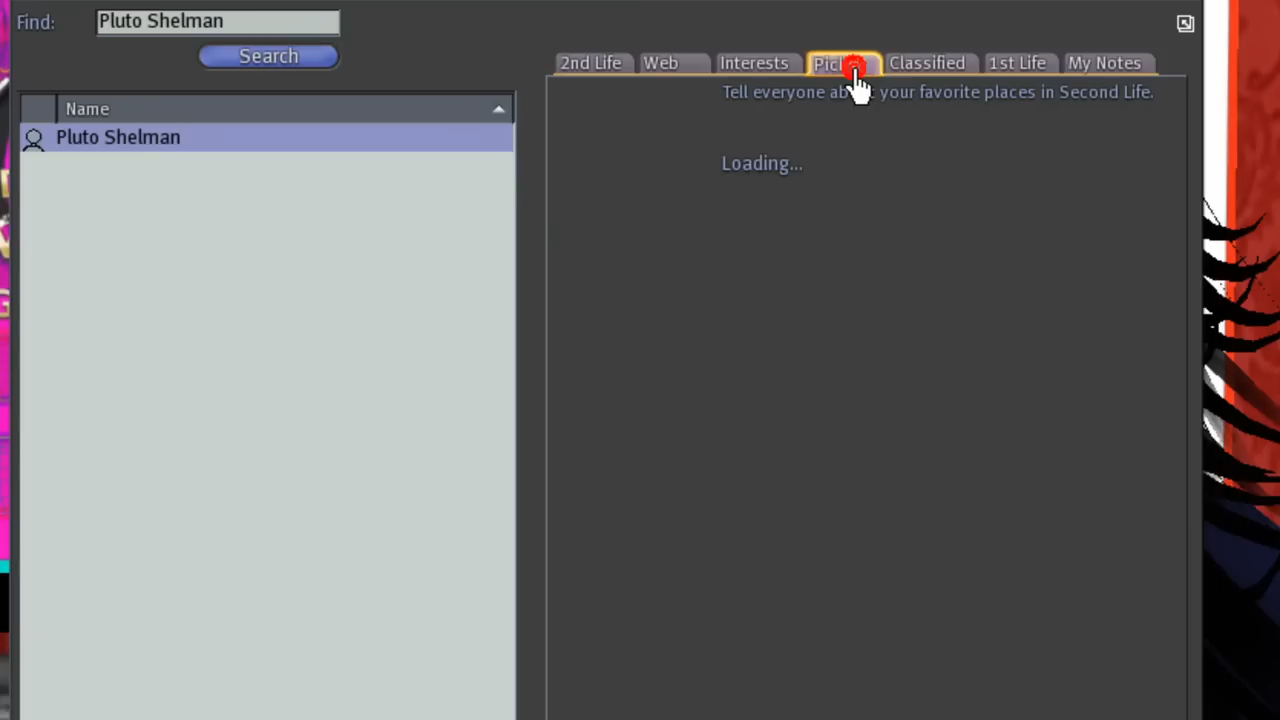 Find:
Pluto Shelman
Search
Name
Pluto Shelman
2nd Life
Web
Interests
Classified
1st Life
My Notes
Tell everyone about your favorite places in Second Life.
Loading...